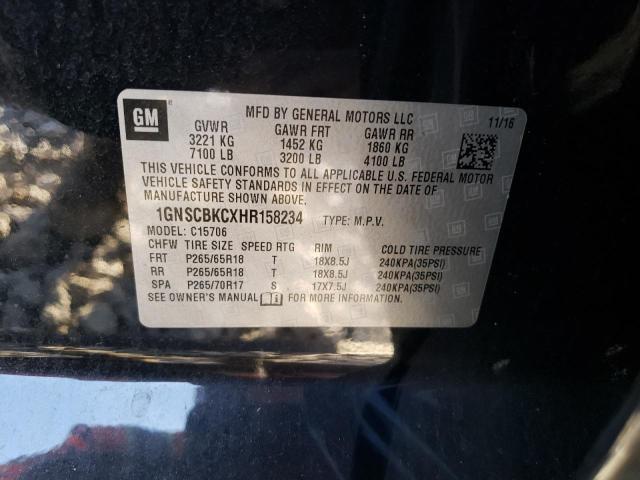 GM
MFD BY GENERAL MOTORS LLC 11/16
GVWR GAWR FRT GAWR RR
3221 KG 1452 KG 1860 KG
7100 LB 3200 LB 4100 LB
THIS VEHICLE CONFORMS TO ALL APPLICABLE U.S. FEDERAL MOTOR
VEHICLE SAFETY STANDARDS IN EFFECT ON THE DATE OF
MANUFACTURE SHOWN ABOVE.
1GNSCBKCXHR158234 TYPE: M.P.V.
MODEL: C15706
CHFW TIRE SIZE SPEED RTG RIM COLD TIRE PRESSURE
FRT P265/65R18 T 18X8.5J 240KPA(35PSI)
RR P265/65R18 T 18X8.5J 240KPA(35PSI)
SPA P265/70R17 S 17X7.5J 240KPA(35PSI)
SEE OWNER'S MANUAL FOR MORE INFORMATION.